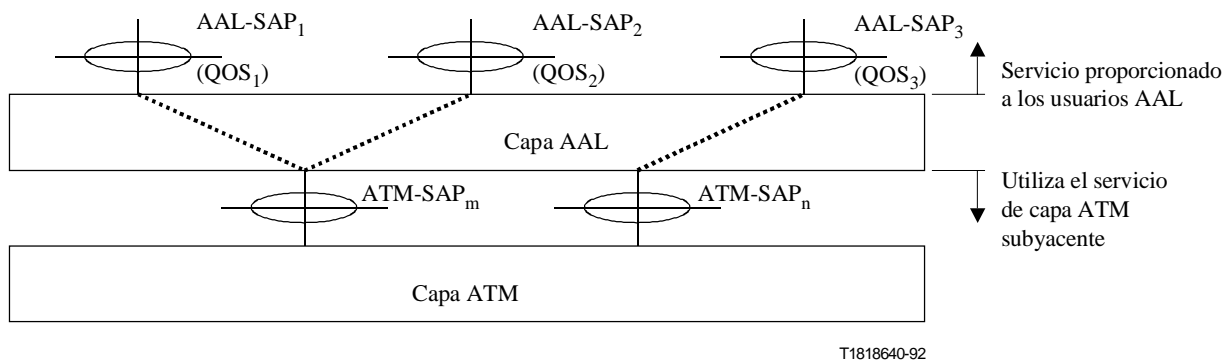 AAL-SAP1
AAL-SAP2
AAL-SAP3
(QOS1)
(QOS2)
(QOS3)
Servicio proporcionado
a los usuarios AAL
Capa AAL
ATM-SAPm
ATM-SAPn
Utiliza el servicio
de capa ATM
subyacente
Capa ATM
T1818640-92